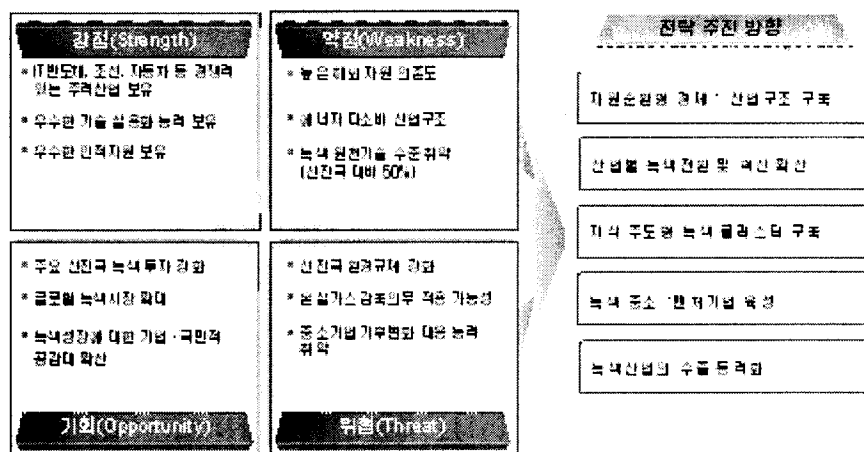 강점(Strength)
* IT반도체, 조선, 자동차 등 경쟁력
있는 주력산업 보유
* 우수한 기술 실용화 능력 보유
* 우수한 인적자원 보유
약점(Weakness)
* 높은 해외 자원 의존도
* 에너지 다소비 산업구조
* 녹색 원천기술 수준 취약
(선진국 대비 50%)
* 주요 선진국 녹색 투자 강화
* 글로벌 녹색시장 확대
* 녹색성장에 대한 기업·국민적
공감대 확산
기회(Opportunity)
* 선진국 환경규제 강화
* 온실가스 감축의무 적용 가능성
* 중소기업 기후변화 대응 능력
취약
위협(Threat)
전략 추진 방향
자원순환형 경제·산업구조 구축
산업별 녹색 전환 및 혁신 확산
지식 주도형 녹색 클러스터 구축
녹색 중소·벤처기업 육성
녹색산업의 수출 동력화